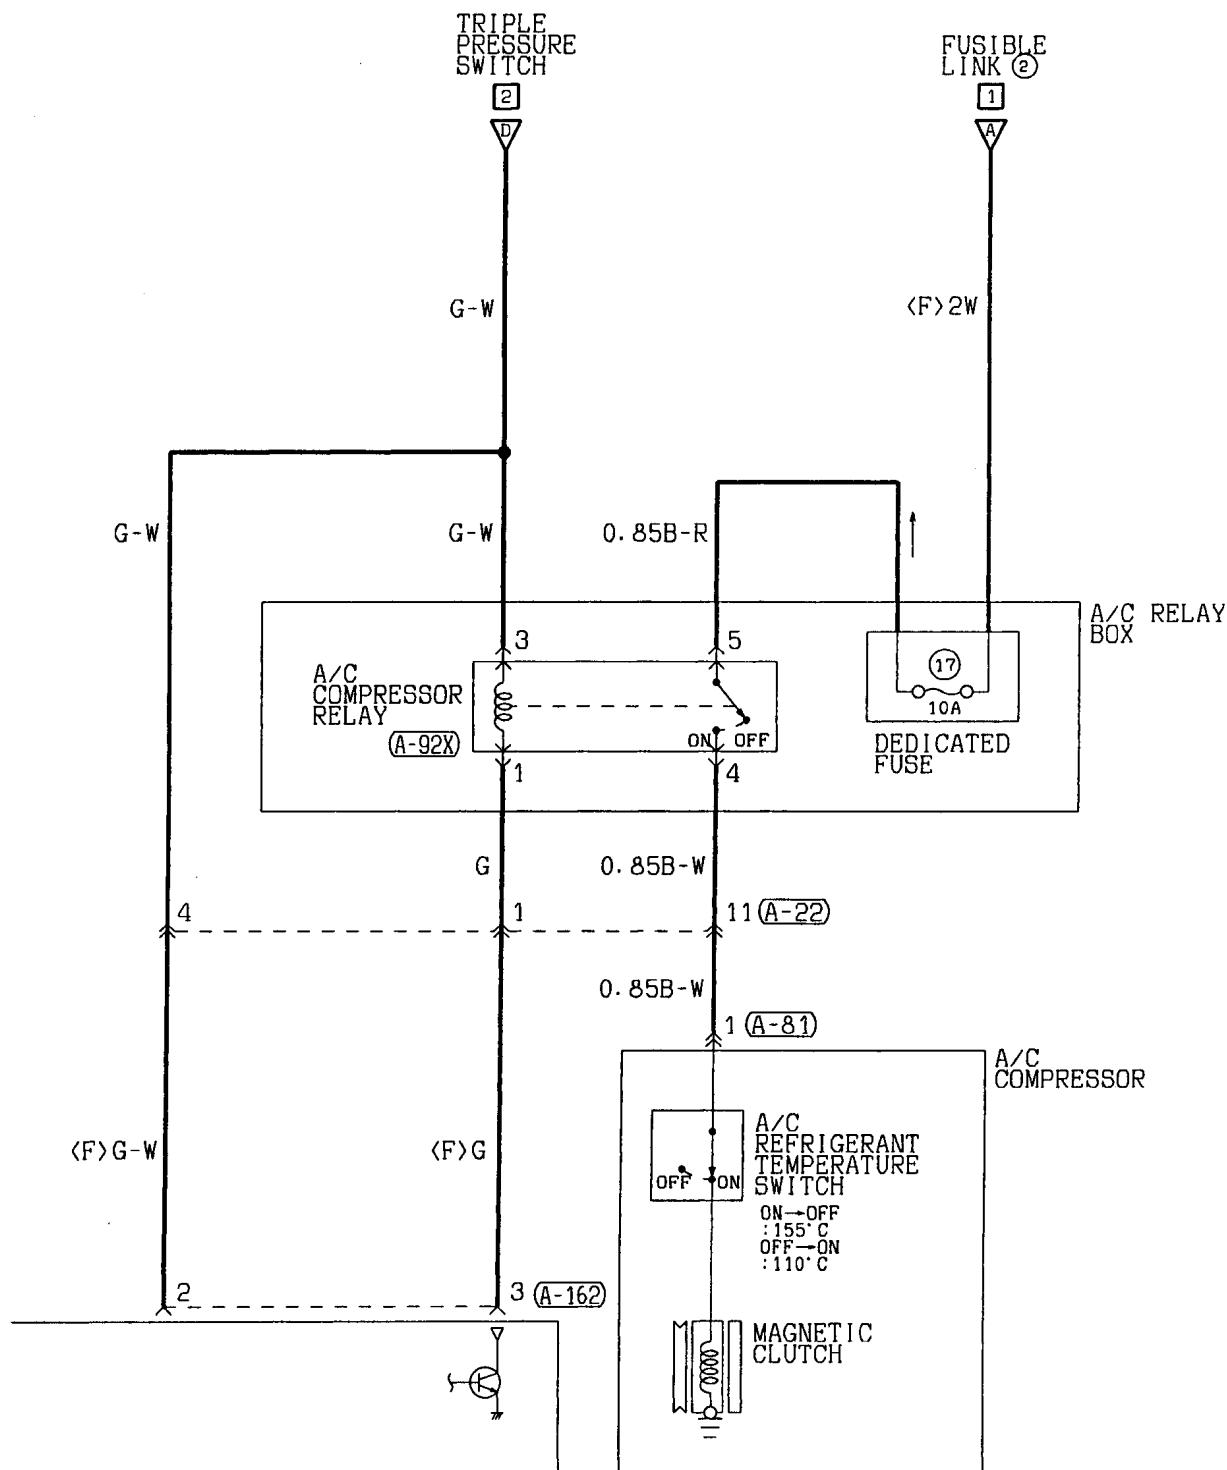 TRIPLE
PRESSURE
SWITCH
2
D
FUSIBLE
LINK ②
1
A
G-W
<F>2W
G-W
G-W
0.85B-R
A/C RELAY
BOX
3
5
A/C
COMPRESSOR
RELAY
A-92X
ON
OFF
17
10A
DEDICATED
FUSE
1
4
G
0.85B-W
4
1
11 A-22
0.85B-W
1 A-81
A/C
COMPRESSOR
<F>G-W
<F>G
A/C
REFRIGERANT
TEMPERATURE
SWITCH
OFF
ON
ON→OFF
:155°C
OFF→ON
:110°C
2
3 A-162
MAGNETIC
CLUTCH